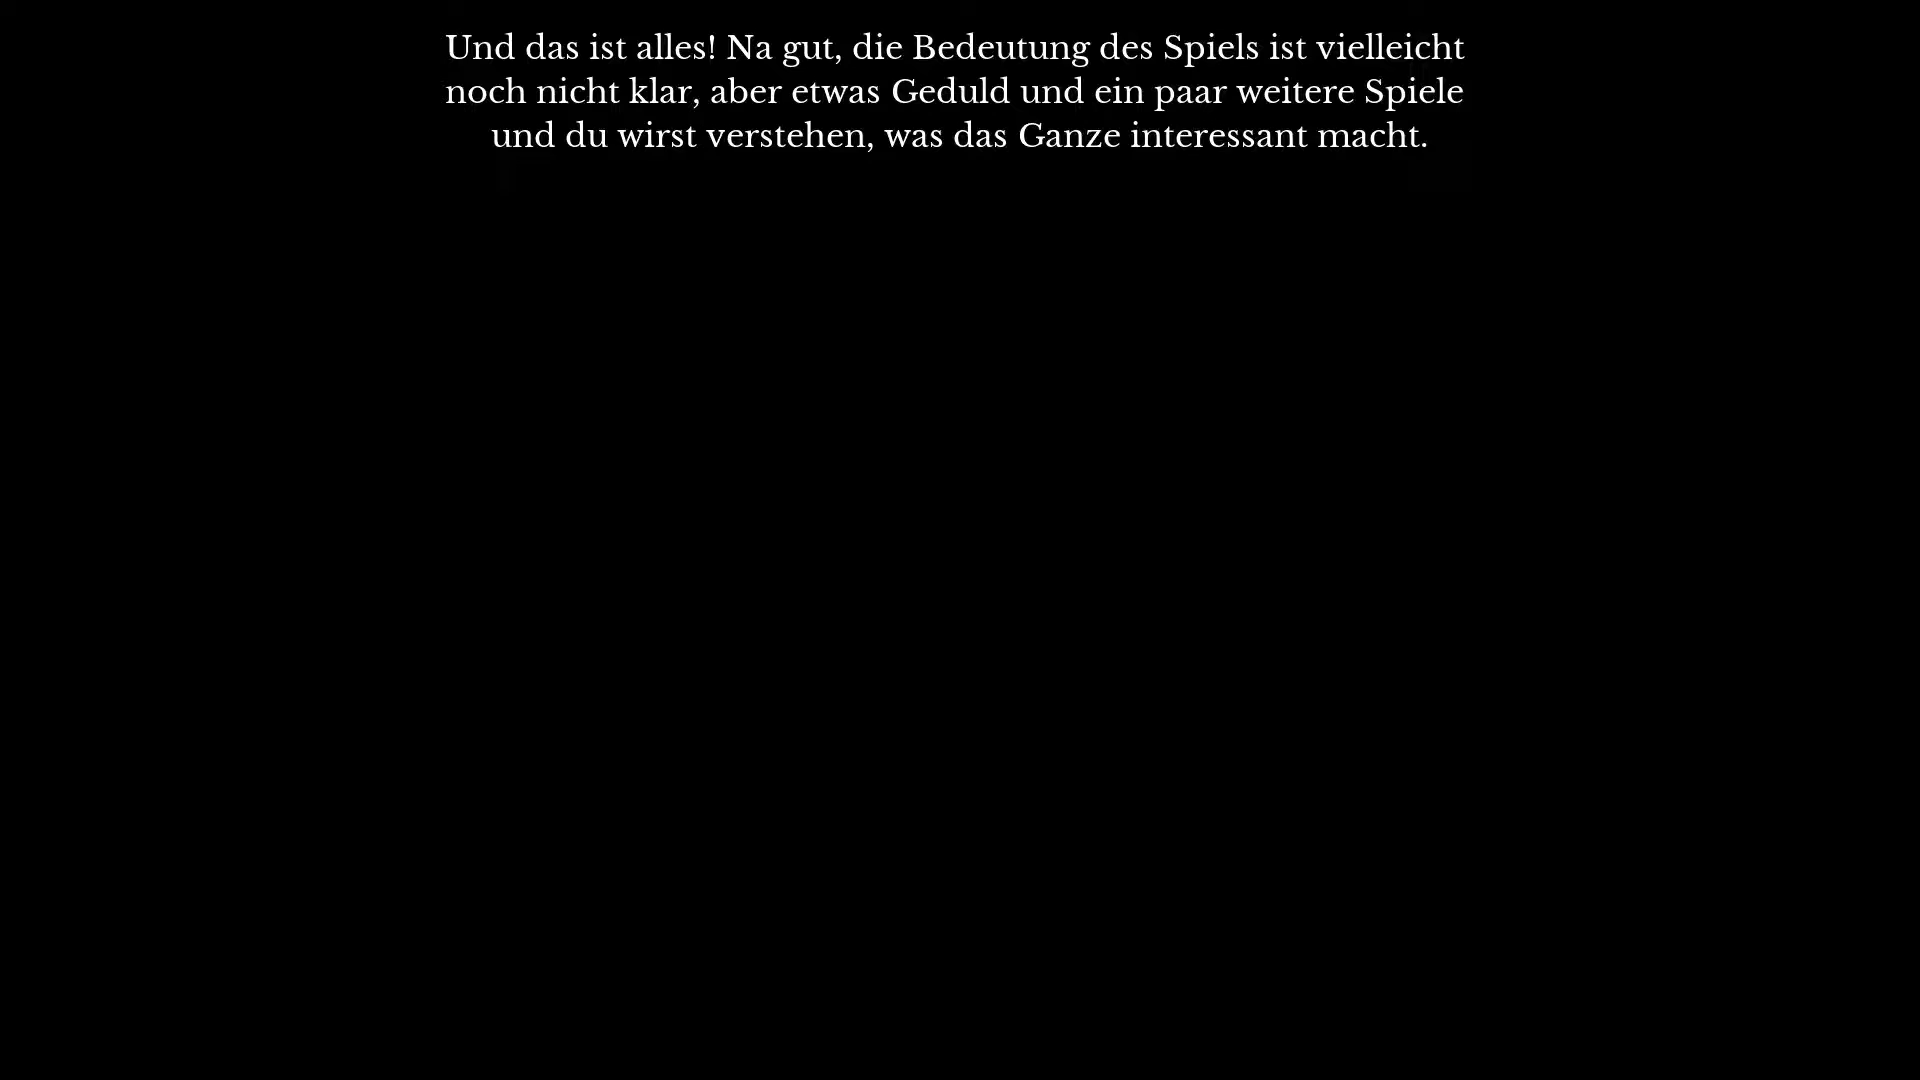 Und das ist alles! Na gut, die Bedeutung des Spiels ist vielleicht
noch nicht klar, aber etwas Geduld und ein paar weitere Spiele
und du wirst verstehen, was das Ganze interessant macht.